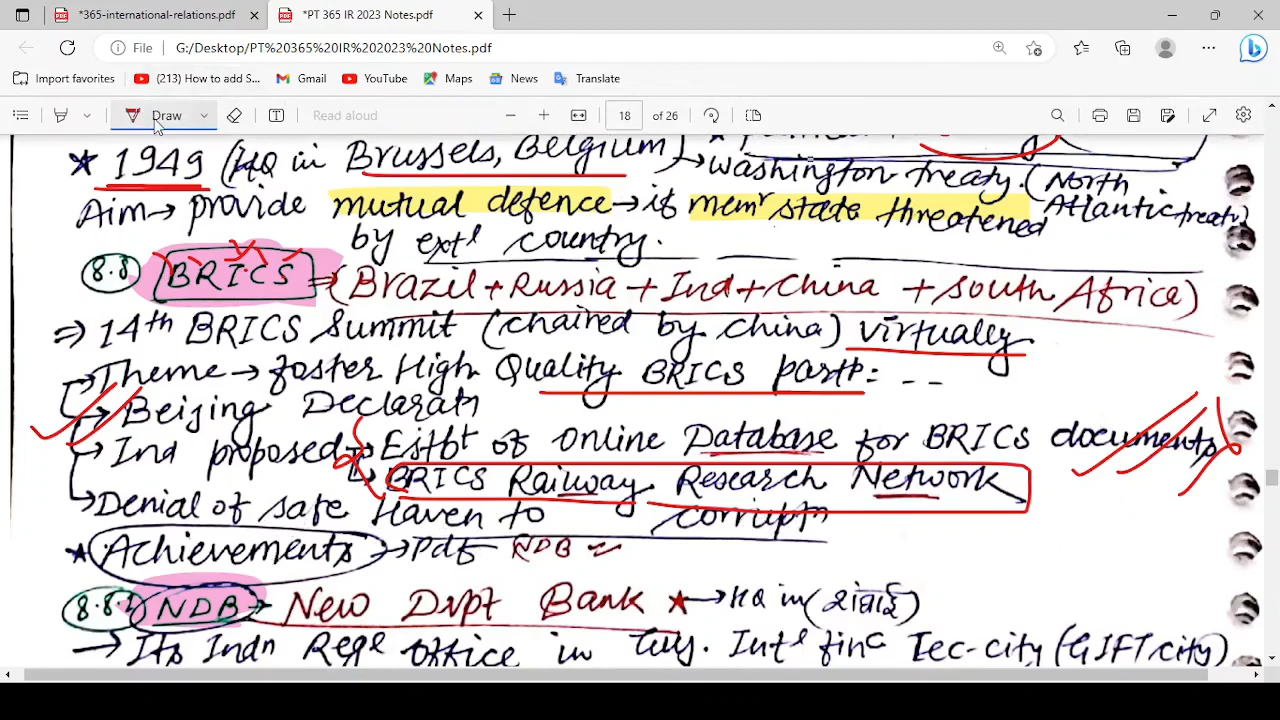 *365-international-relations.pdf
*PT 365 IR 2023 Notes.pdf
File
G:/Desktop/PT%20365%20IR%202023%20Notes.pdf
Import favorites
(213) How to add S...
Gmail
YouTube
Maps
News
Translate
Draw
Read aloud
18 of 26
★ 1949 (HQ in Brussels, Belgium) → Washington treaty. (North
Aim → provide mutual defence → if memr state threatened Atlantic treaty)
by extl country.
8.8 BRICS ⇒ (Brazil + Russia + Ind + China + South Africa)
⇒ 14th BRICS Summit (chaired by China) virtually
→ Theme → foster High Quality BRICS partp: - -
→ Beijing Declaratn
→ Ind proposed → Estbt of Online Database for BRICS documents
→ BRICS Railway Research Network
→ Denial of safe Haven to corruptn
★ Achievements → Pdf NDB
8.8.1 NDB → New Dvpt Bank ★ → HQ in (शंघाई)
→ Its Indn Regl office in Guj. Intl finc Tec-city (GIFT city)